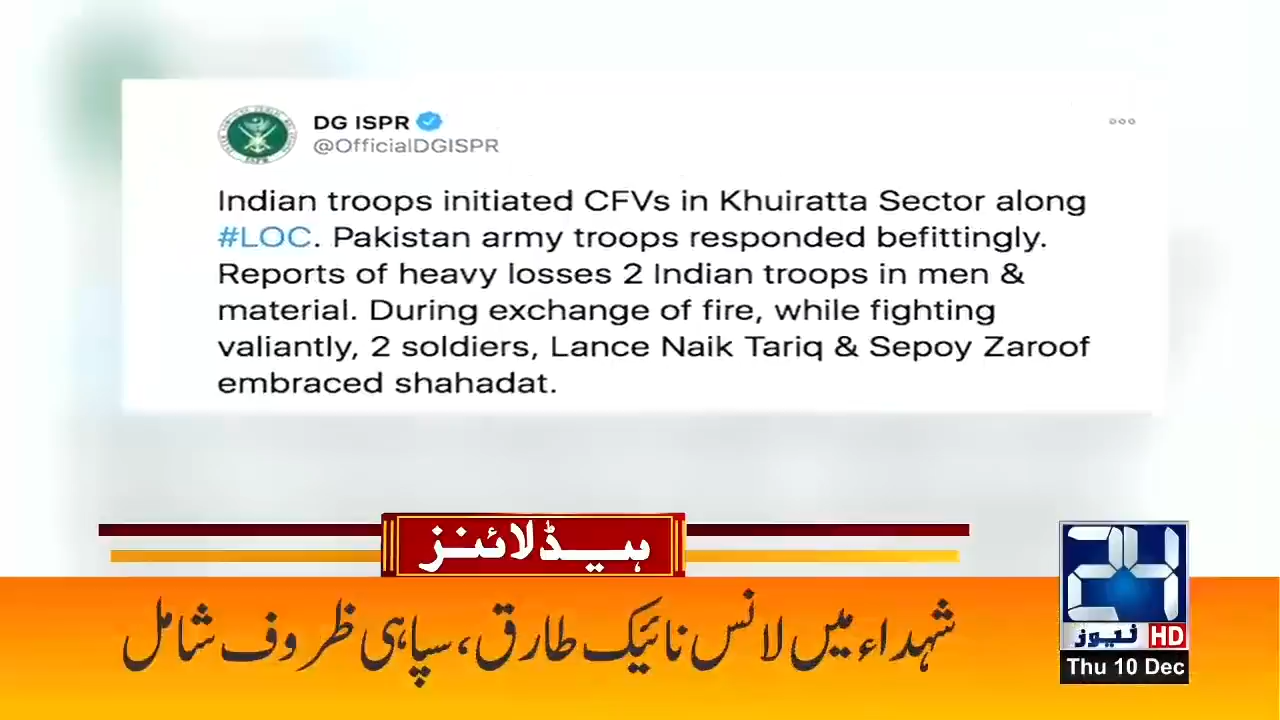 DG ISPR
@OfficialDGISPR
Indian troops initiated CFVs in Khuiratta Sector along
#LOC. Pakistan army troops responded befittingly.
Reports of heavy losses 2 Indian troops in men &
material. During exchange of fire, while fighting
valiantly, 2 soldiers, Lance Naik Tariq & Sepoy Zaroof
embraced shahadat.
ہیڈلائنز
شہداء میں لانس نائیک طارق، سپاہی ظروف شامل
24
نیوز HD
Thu 10 Dec